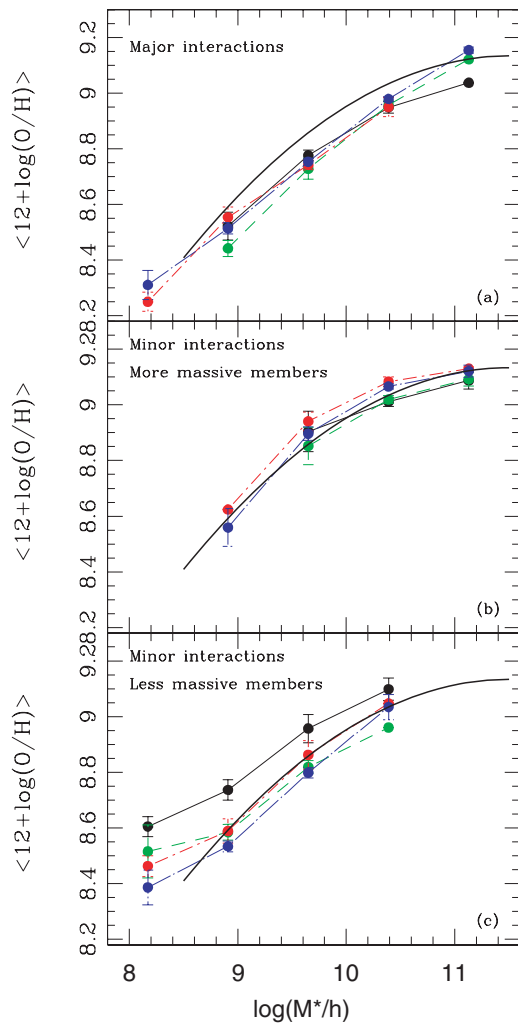 9.2
Major interactions
9
8.8
<12+log(O/H)>
8.6
8.4
8.2
(a)
9.2
Minor interactions
More massive members
9
8.8
<12+log(O/H)>
8.6
8.4
8.2
(b)
9.2
Minor interactions
Less massive members
9
8.8
<12+log(O/H)>
8.6
8.4
8.2
(c)
8 9 10 11
log(M*/h)